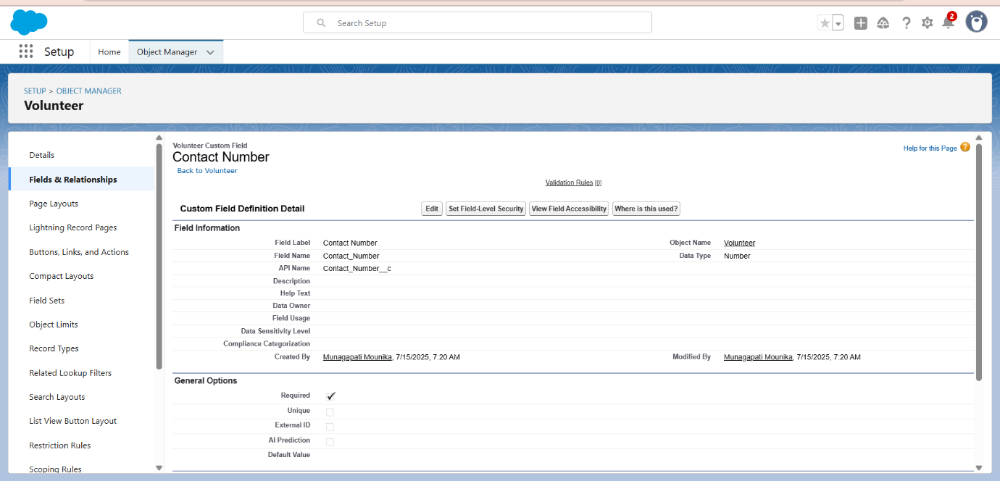 Search Setup
2
Setup
Home
Object Manager
SETUP > OBJECT MANAGER
Volunteer
Details
Fields & Relationships
Page Layouts
Lightning Record Pages
Buttons, Links, and Actions
Compact Layouts
Field Sets
Object Limits
Record Types
Related Lookup Filters
Search Layouts
List View Button Layout
Restriction Rules
Scoping Rules
Volunteer Custom Field
Contact Number
Back to Volunteer
Help for this Page ?
Validation Rules [0]
Custom Field Definition Detail Edit Set Field-Level Security View Field Accessibility Where is this used?
Field Information
Field Label Contact Number Object Name Volunteer
Field Name Contact_Number Data Type Number
API Name Contact_Number__c
Description
Help Text
Data Owner
Field Usage
Data Sensitivity Level
Compliance Categorization
Created By Munagapati Mounika, 7/15/2025, 7:20 AM Modified By Munagapati Mounika, 7/15/2025, 7:20 AM
General Options
Required
Unique
External ID
AI Prediction
Default Value